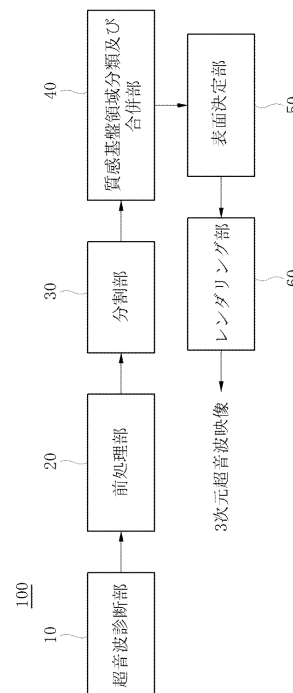 100
10
超音波診断部
20
前処理部
30
分割部
40
質感基盤領域分類及び
合併部
表面決定部
50
レンダリング部
60
3次元超音波映像